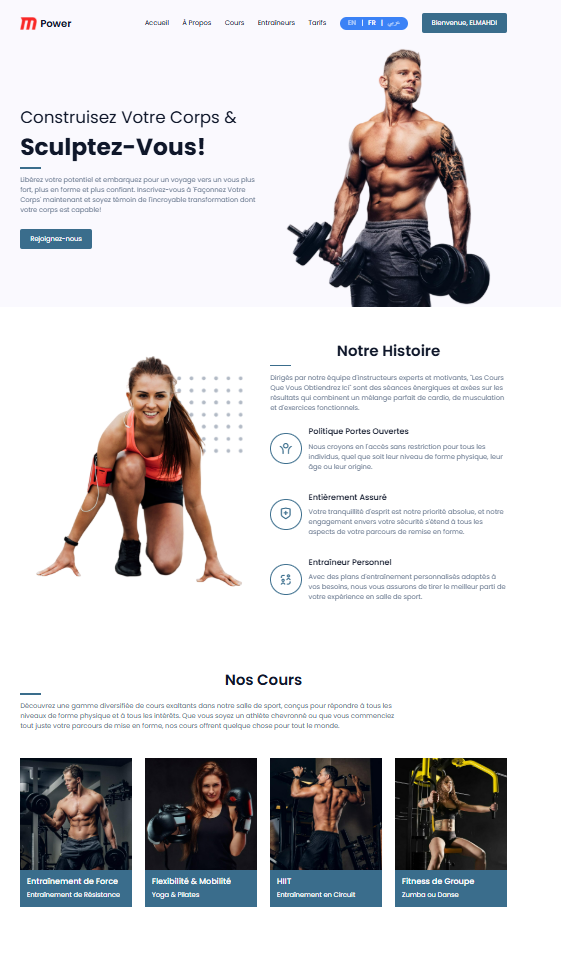 m Power
Accueil
À Propos
Cours
Entraîneurs
Tarifs
EN | FR | عربي
Bienvenue, ELMAHDI
Construisez Votre Corps &
Sculptez-Vous!
Libérez votre potentiel et embarquez pour un voyage vers un vous plus
fort, plus en forme et plus confiant. Inscrivez-vous à 'Façonnez Votre
Corps' maintenant et soyez témoin de l'incroyable transformation dont
votre corps est capable!
Rejoignez-nous
Notre Histoire
Dirigés par notre équipe d'instructeurs experts et motivants, "Les Cours
Que Vous Obtiendrez ici" sont des séances énergiques et axées sur les
résultats qui combinent un mélange parfait de cardio, de musculation
et d'exercices fonctionnels.
Politique Portes Ouvertes
Nous croyons en l'accès sans restriction pour tous les
individus, quel que soit leur niveau de forme physique, leur
âge ou leur origine.
Entièrement Assuré
Votre tranquillité d'esprit est notre priorité absolue, et notre
engagement envers votre sécurité s'étend à tous les
aspects de votre parcours de remise en forme.
Entraîneur Personnel
Avec des plans d'entraînement personnalisés adaptés à
vos besoins, nous vous assurons de tirer le meilleur parti de
votre expérience en salle de sport.
Nos Cours
Découvrez une gamme diversifiée de cours exaltants dans notre salle de sport, conçus pour répondre à tous les
niveaux de forme physique et à tous les intérêts. Que vous soyez un athlète chevronné ou que vous commenciez
tout juste votre parcours de mise en forme, nos cours offrent quelque chose pour tout le monde.
Entraînement de Force
Entraînement de Résistance
Flexibilité & Mobilité
Yoga & Pilates
HIIT
Entraînement en Circuit
Fitness de Groupe
Zumba ou Danse